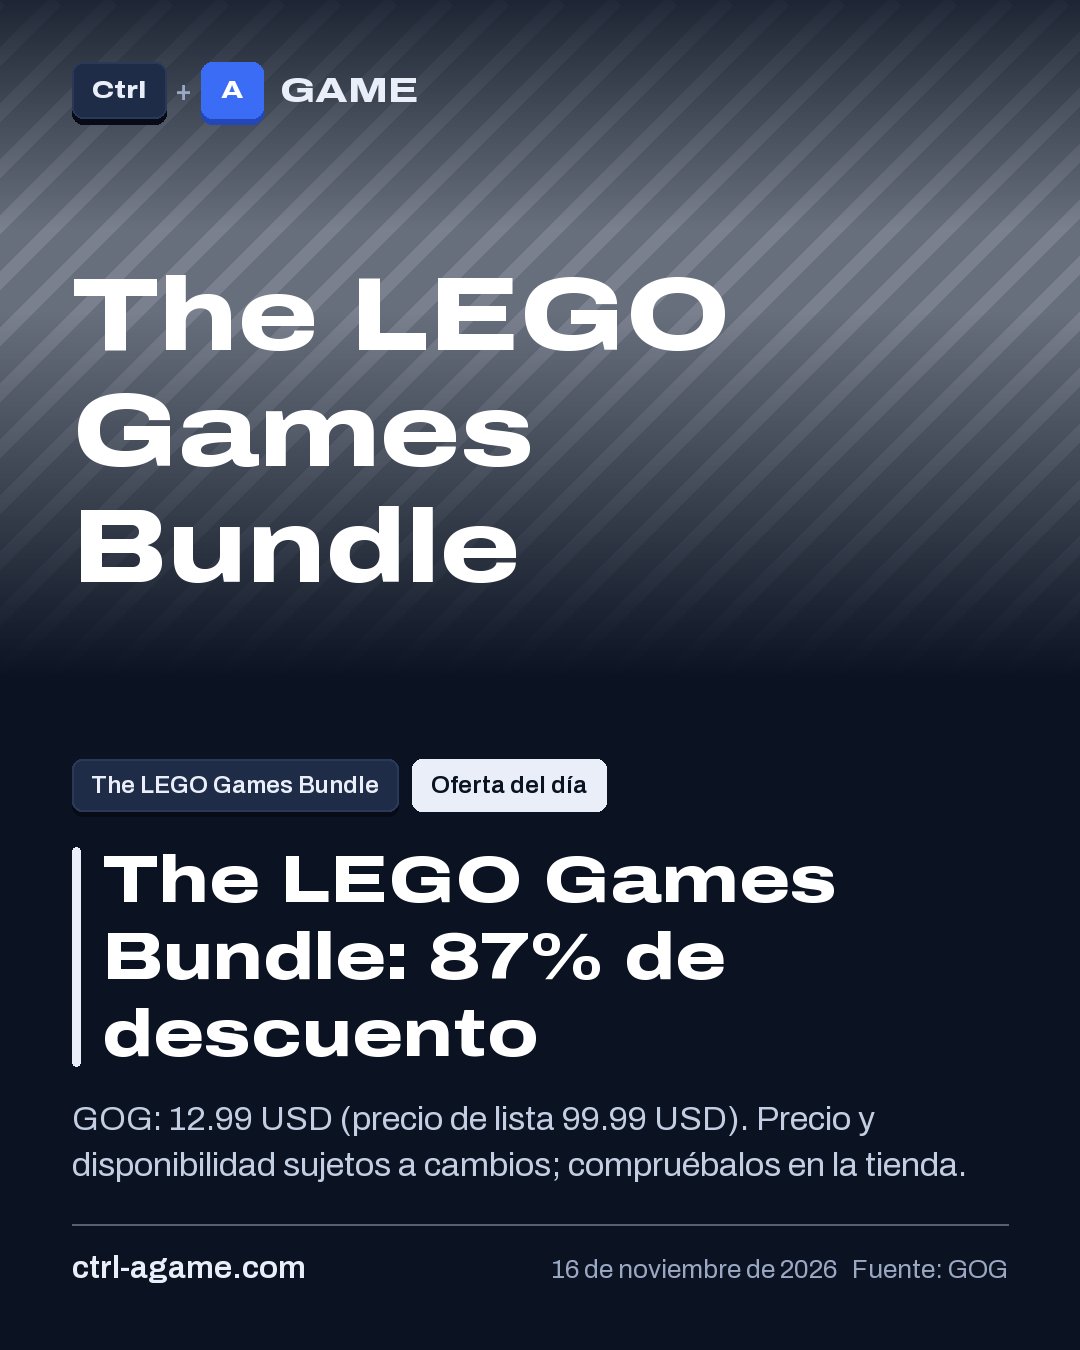 Ctrl + A GAME
The LEGO
Games
Bundle
The LEGO Games Bundle Oferta del día
The LEGO Games
Bundle: 87% de
descuento
GOG: 12.99 USD (precio de lista 99.99 USD). Precio y
disponibilidad sujetos a cambios; compruébalos en la tienda.
ctrl-agame.com 16 de noviembre de 2026 Fuente: GOG